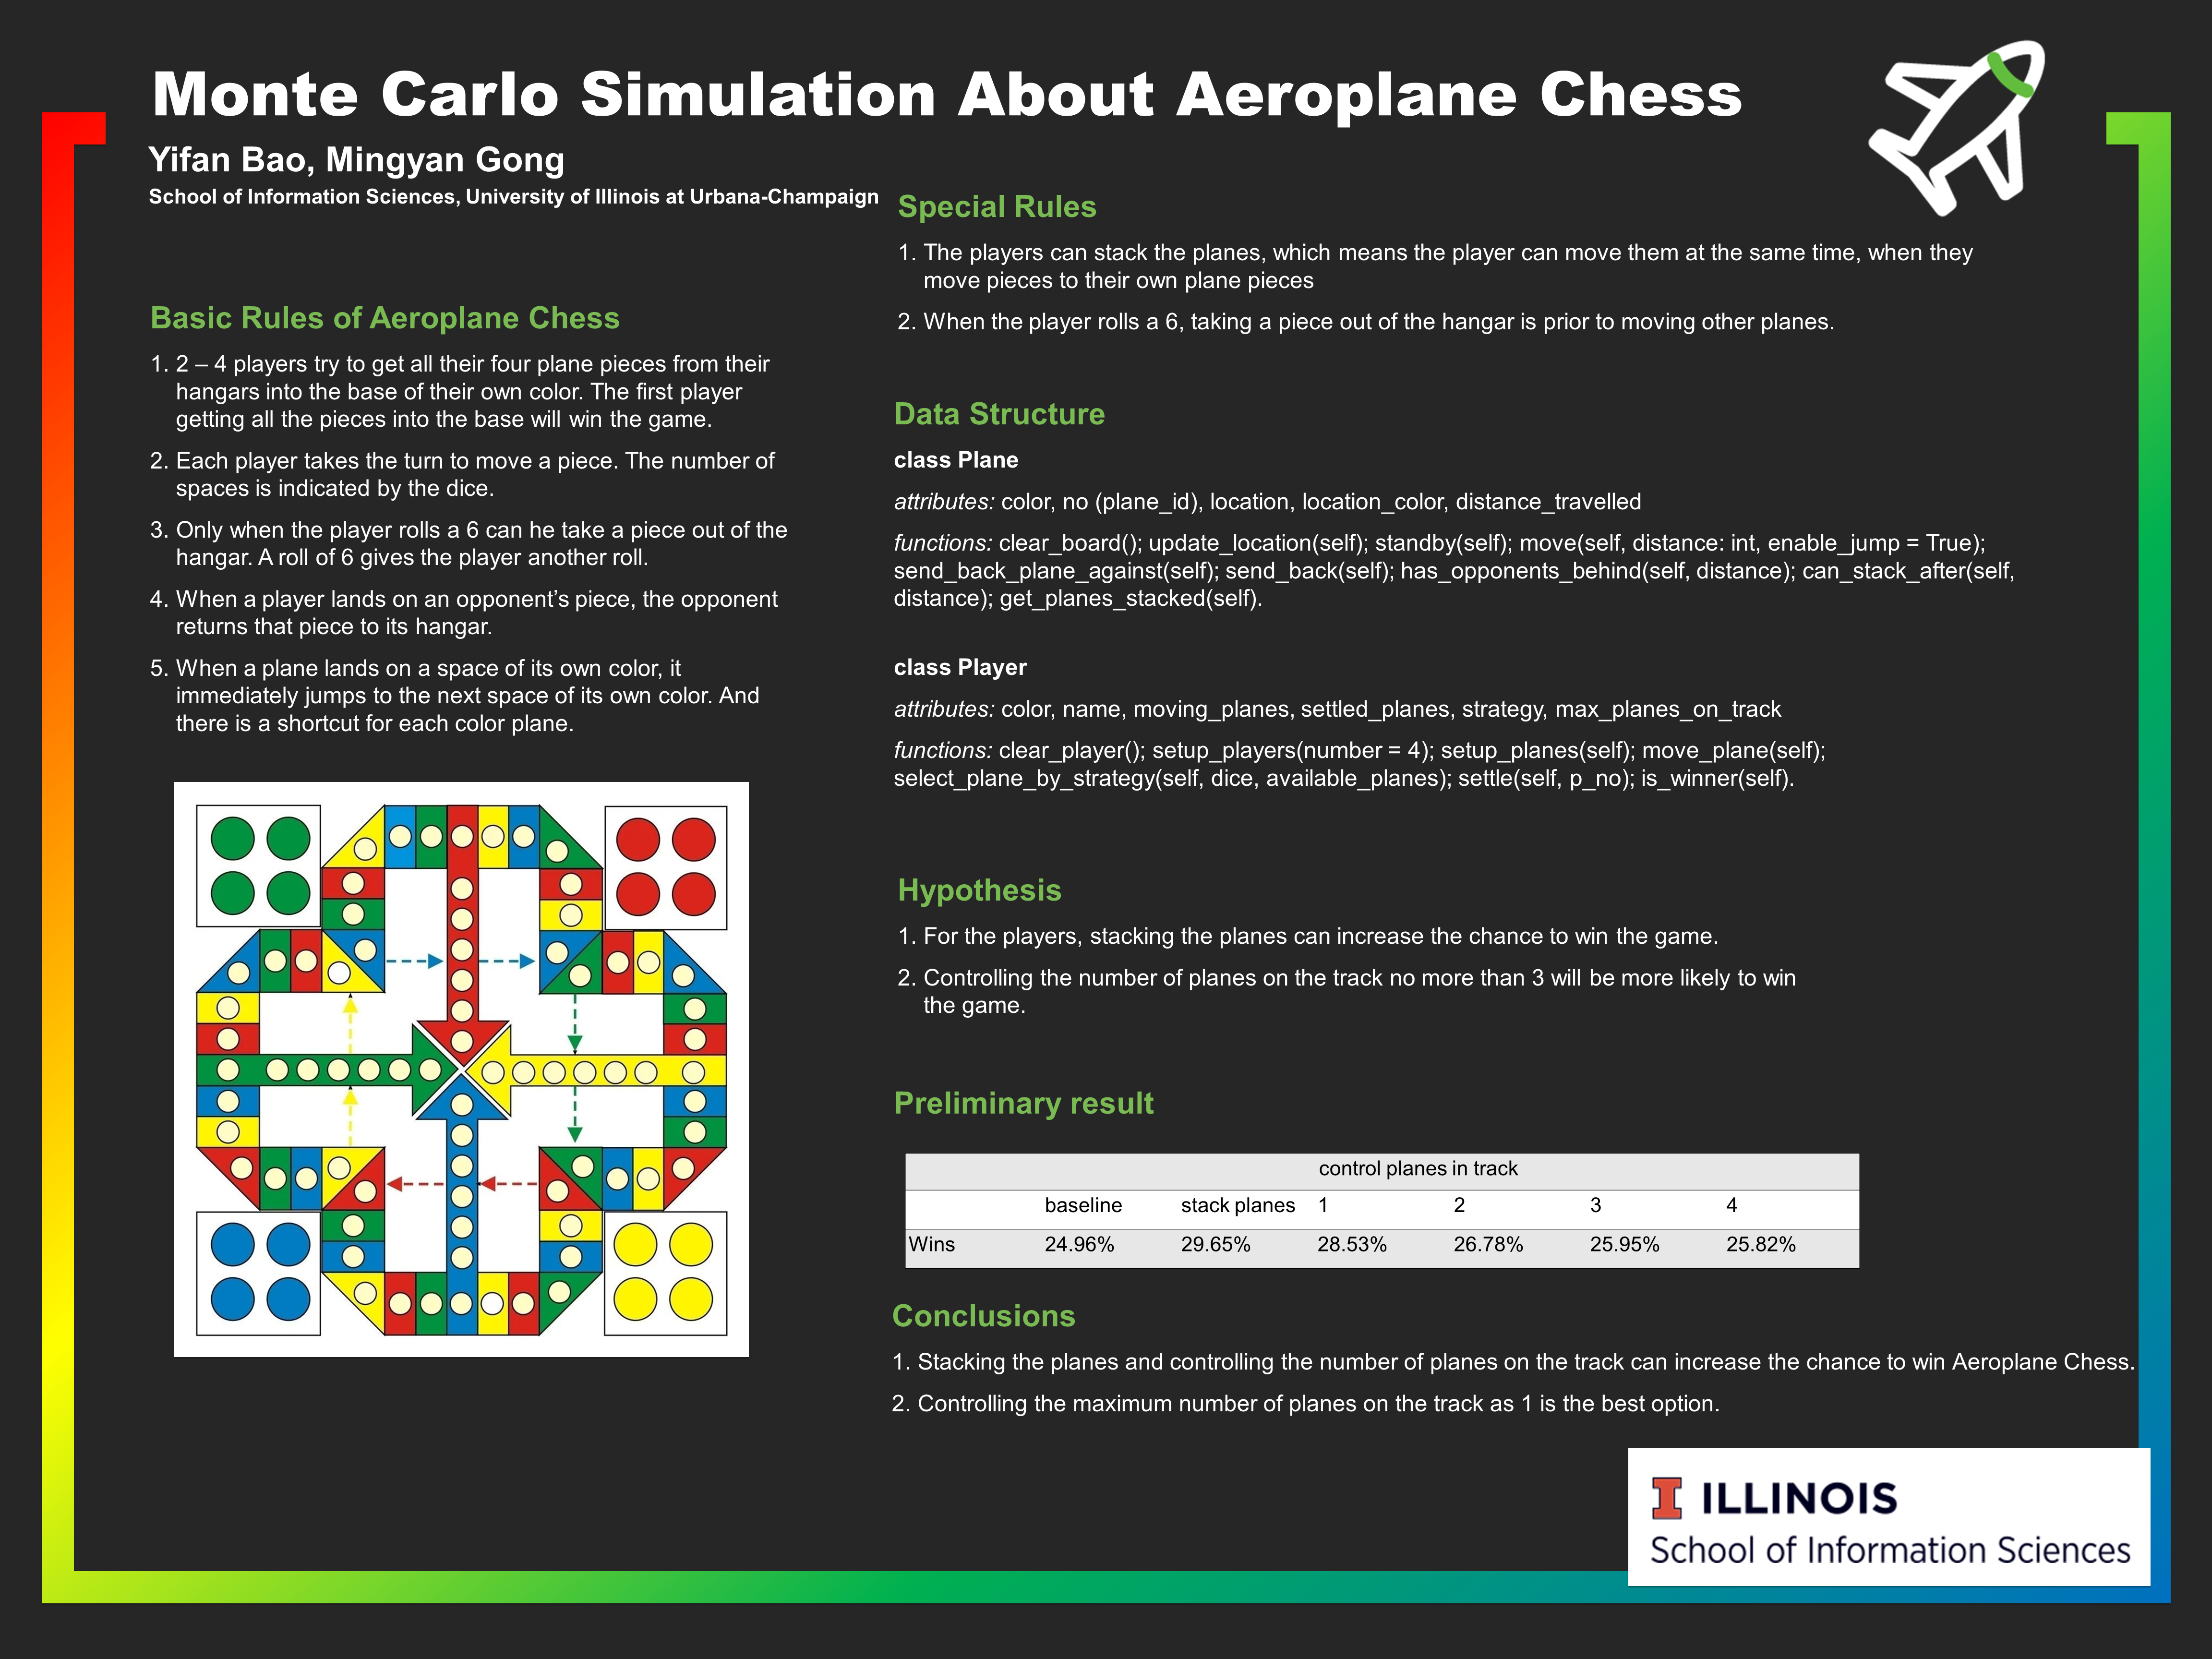 Monte Carlo Simulation About Aeroplane Chess
Yifan Bao, Mingyan Gong
School of Information Sciences, University of Illinois at Urbana-Champaign
Basic Rules of Aeroplane Chess
1. 2 – 4 players try to get all their four plane pieces from their
hangars into the base of their own color. The first player
getting all the pieces into the base will win the game.
2. Each player takes the turn to move a piece. The number of
spaces is indicated by the dice.
3. Only when the player rolls a 6 can he take a piece out of the
hangar. A roll of 6 gives the player another roll.
4. When a player lands on an opponent’s piece, the opponent
returns that piece to its hangar.
5. When a plane lands on a space of its own color, it
immediately jumps to the next space of its own color. And
there is a shortcut for each color plane.
Special Rules
1. The players can stack the planes, which means the player can move them at the same time, when they
move pieces to their own plane pieces
2. When the player rolls a 6, taking a piece out of the hangar is prior to moving other planes.
Data Structure
class Plane
attributes: color, no (plane_id), location, location_color, distance_travelled
functions: clear_board(); update_location(self); standby(self); move(self, distance: int, enable_jump = True);
send_back_plane_against(self); send_back(self); has_opponents_behind(self, distance); can_stack_after(self,
distance); get_planes_stacked(self).
class Player
attributes: color, name, moving_planes, settled_planes, strategy, max_planes_on_track
functions: clear_player(); setup_players(number = 4); setup_planes(self); move_plane(self);
select_plane_by_strategy(self, dice, available_planes); settle(self, p_no); is_winner(self).
Hypothesis
1. For the players, stacking the planes can increase the chance to win the game.
2. Controlling the number of planes on the track no more than 3 will be more likely to win
the game.
Preliminary result
control planes in track
baseline stack planes 1 2 3 4
Wins 24.96% 29.65% 28.53% 26.78% 25.95% 25.82%
Conclusions
1. Stacking the planes and controlling the number of planes on the track can increase the chance to win Aeroplane Chess.
2. Controlling the maximum number of planes on the track as 1 is the best option.
I ILLINOIS
School of Information Sciences